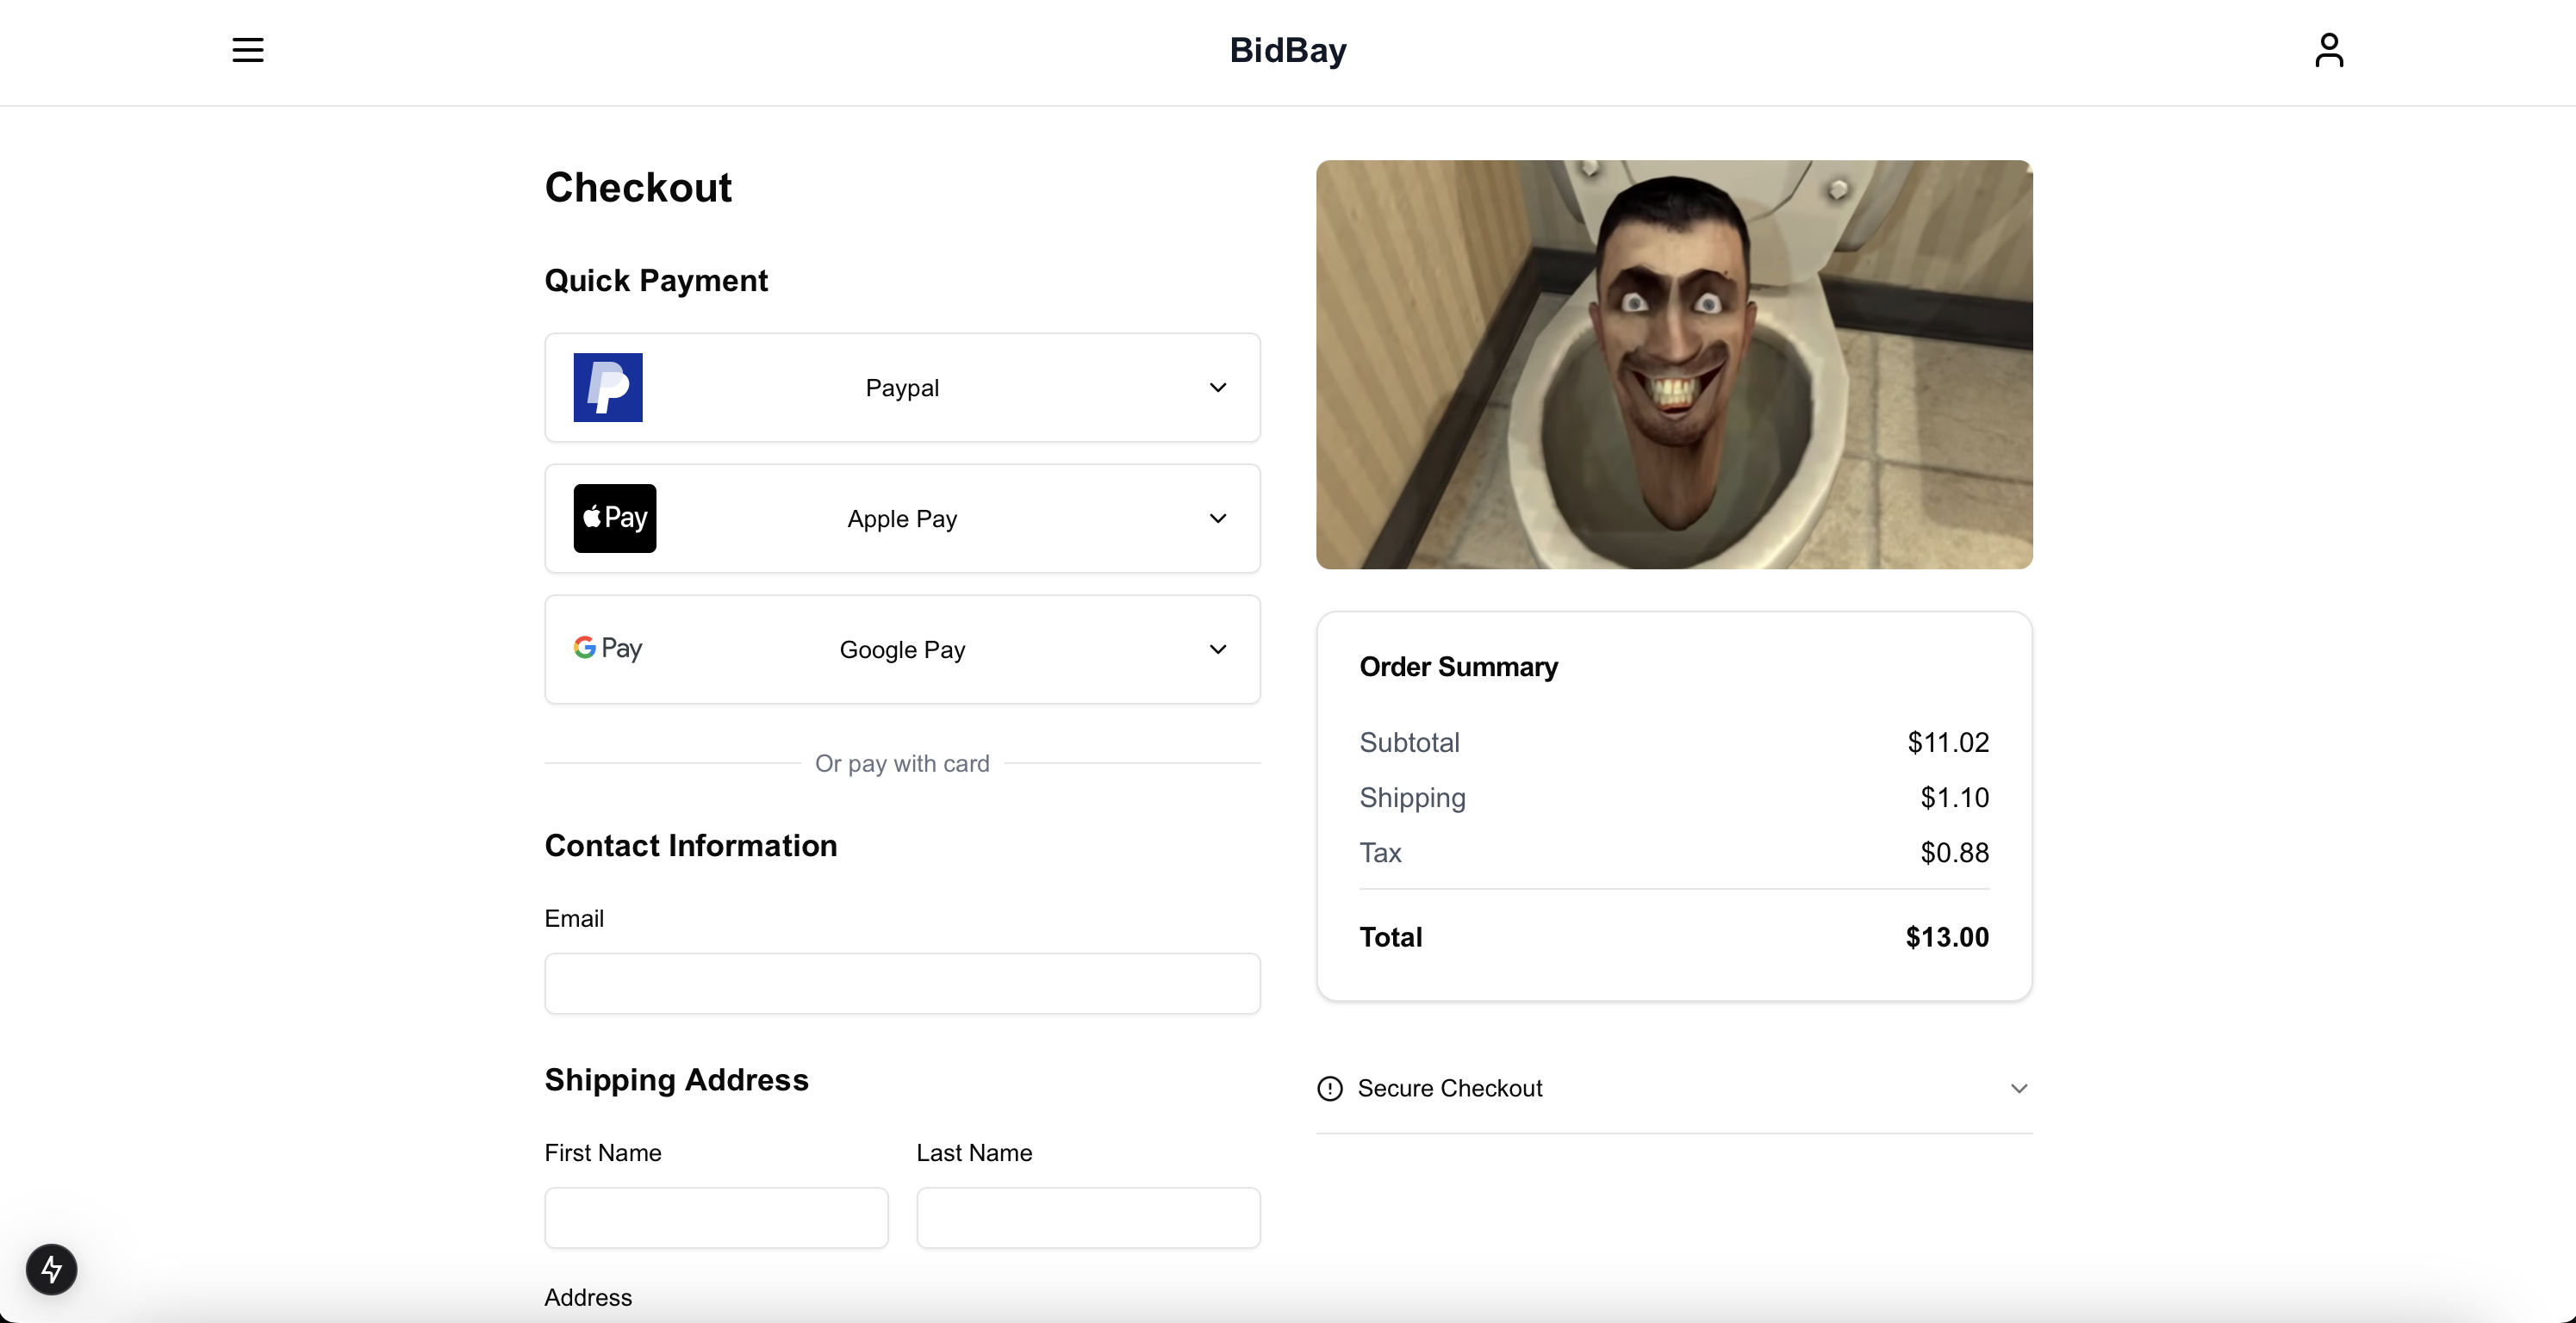 BidBay
Checkout
Quick Payment
Paypal
Pay
Apple Pay
G Pay
Google Pay
Or pay with card
Contact Information
Email
Shipping Address
First Name
Last Name
Address
Order Summary
Subtotal $11.02
Shipping $1.10
Tax $0.88
Total $13.00
Secure Checkout